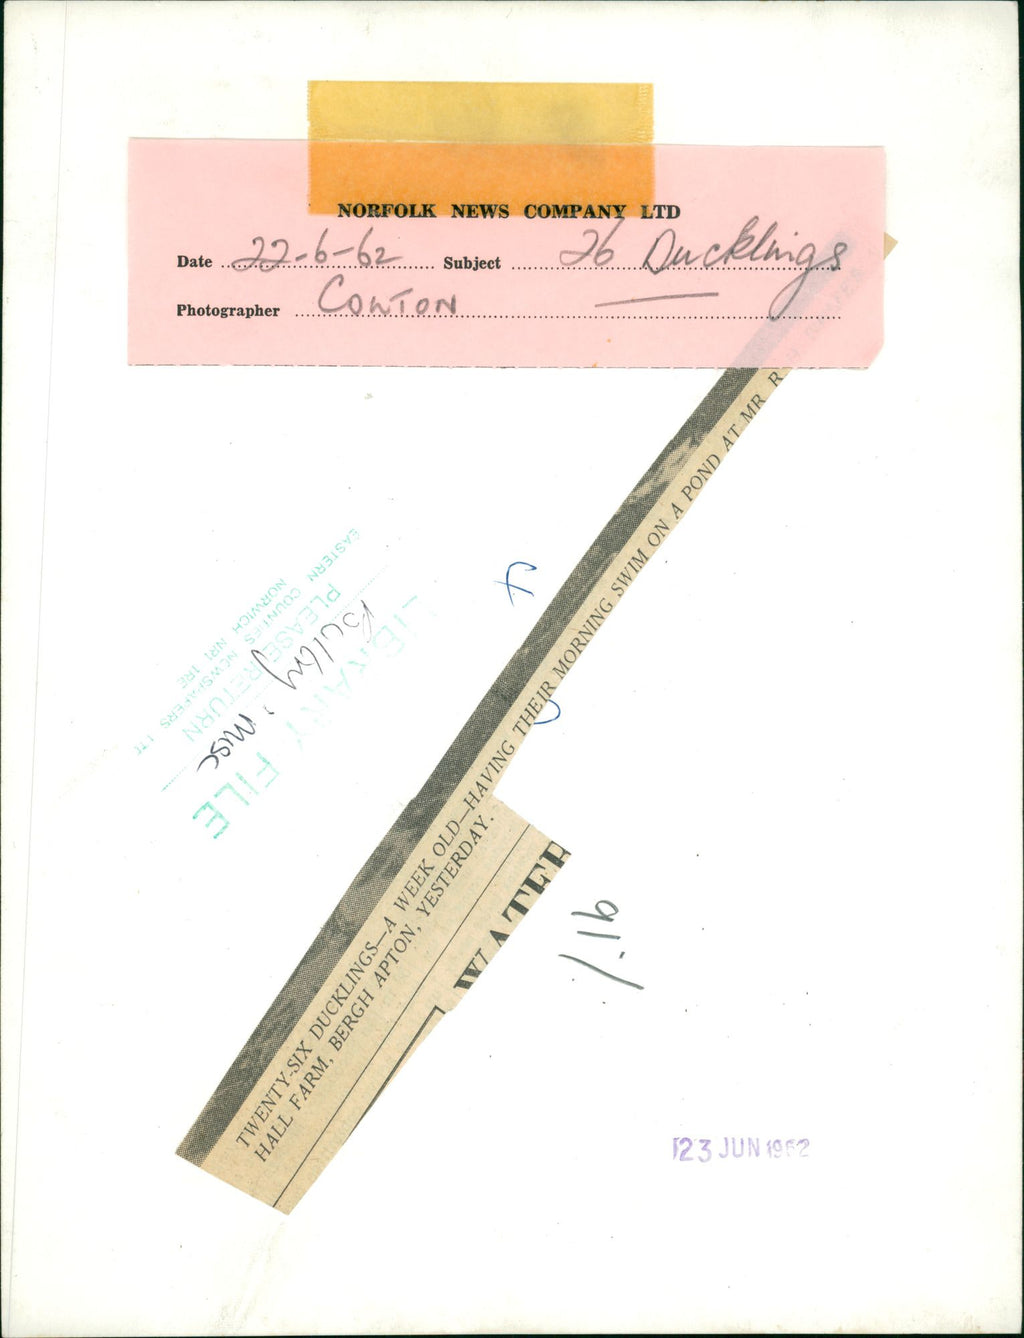 NORFOLK NEWS COMPANY LTD
Date 22-6-62 Subject 26 Ducklings
Photographer COWTON
TWENTY-SIX DUCKLINGS—A WEEK OLD—HAVING THEIR MORNING SWIM ON A POND AT MR R
HALL FARM, BERGH APTON, YESTERDAY.
LIBRARY FILE
Poultry, Misc
PLEASE RETURN
EASTERN COUNTIES NEWSPAPERS LTD
NORWICH NR1 1RE
23 JUN 1962